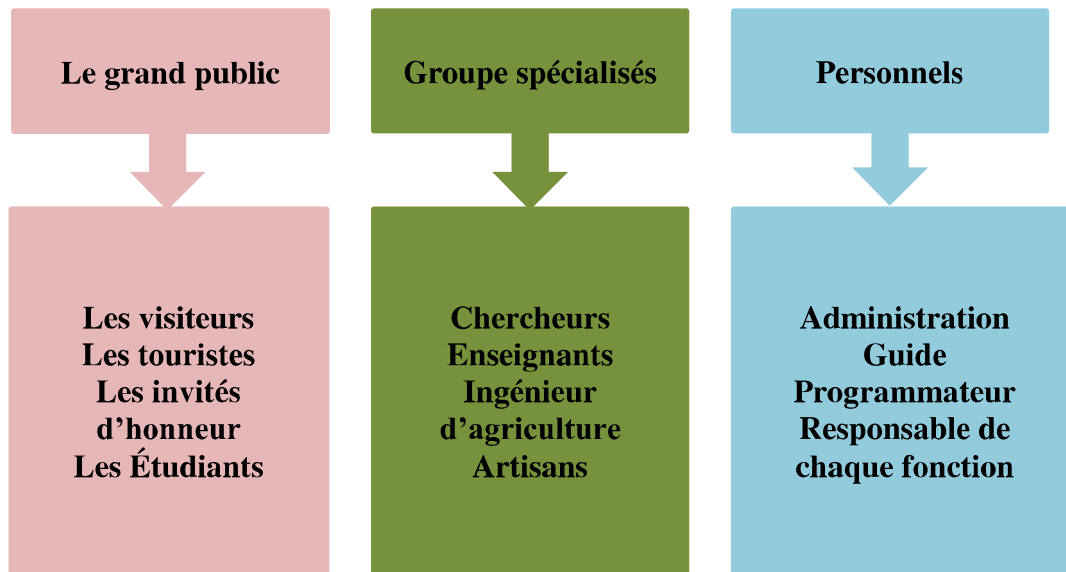 Le grand public
Les visiteurs
Les touristes
Les invités
d’honneur
Les Étudiants
Groupe spécialisés
Chercheurs
Enseignants
Ingénieur
d’agriculture
Artisans
Personnels
Administration
Guide
Programmateur
Responsable de
chaque fonction